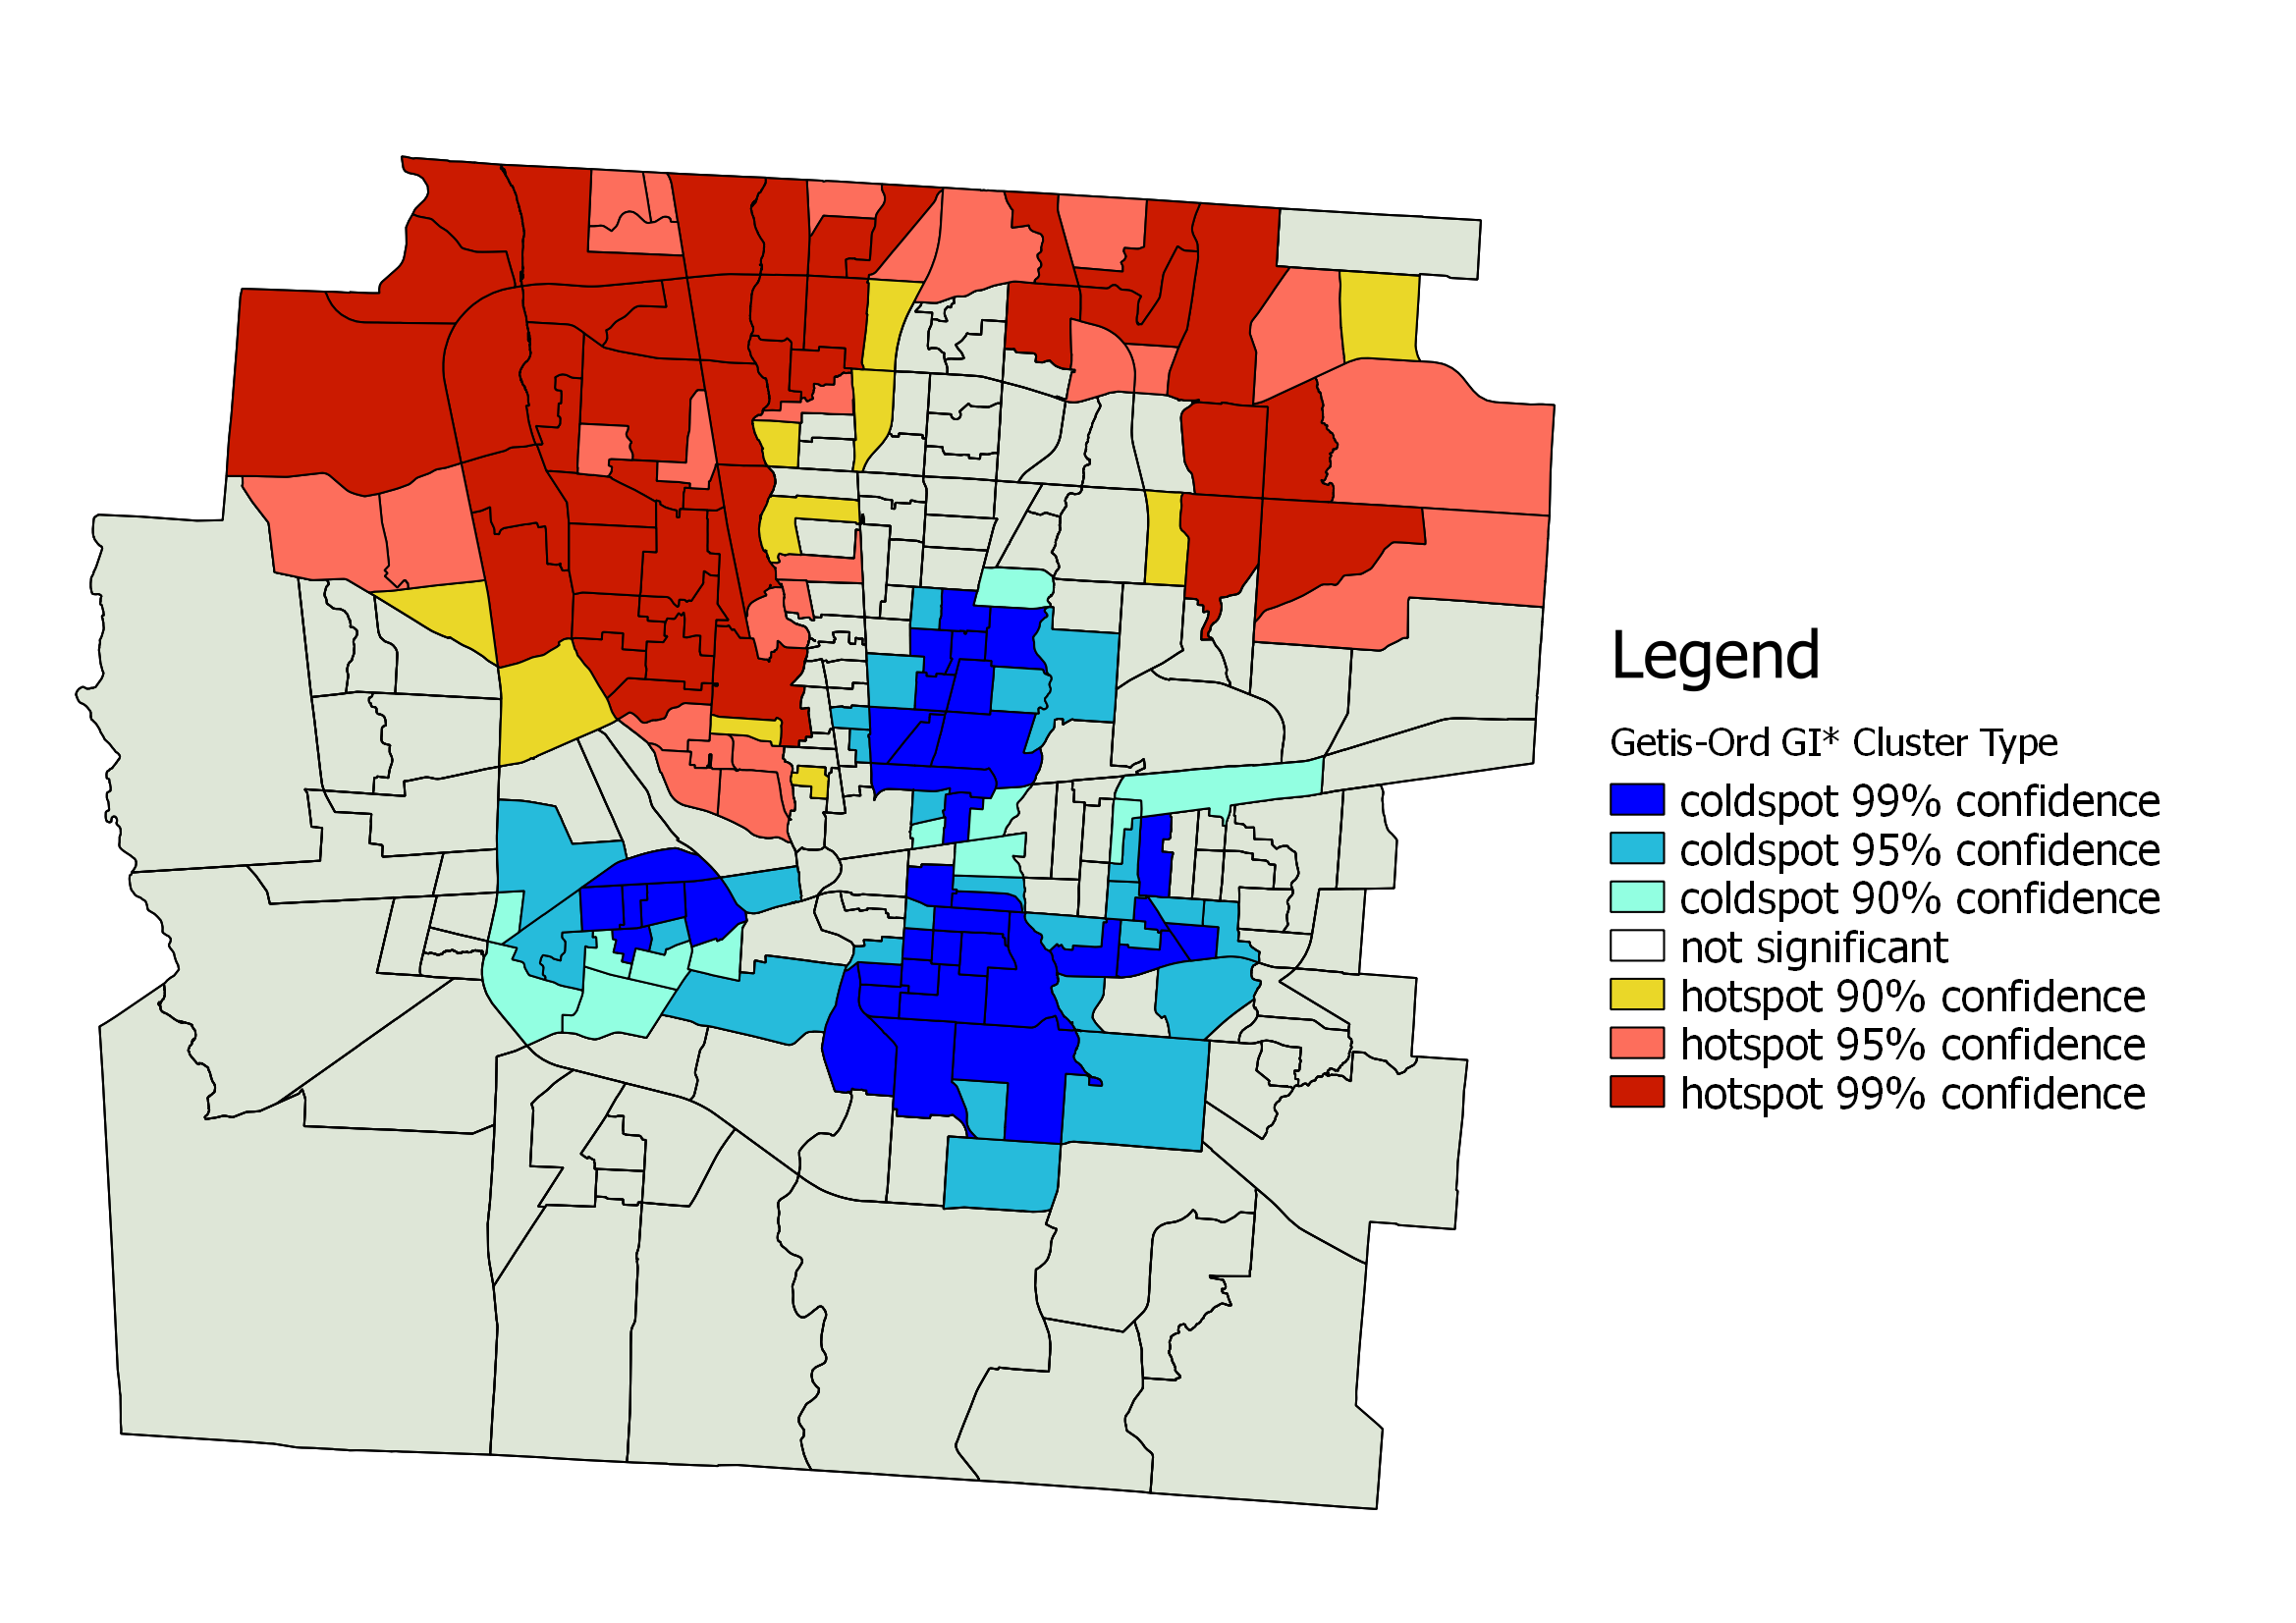 Legend
Getis-Ord GI* Cluster Type
coldspot 99% confidence
coldspot 95% confidence
coldspot 90% confidence
not significant
hotspot 90% confidence
hotspot 95% confidence
hotspot 99% confidence